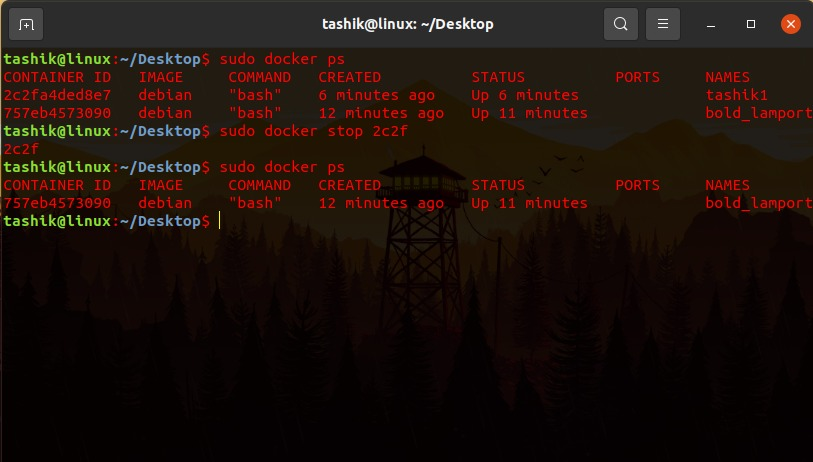 tashik@linux: ~/Desktop
tashik@linux:~/Desktop$ sudo docker ps
CONTAINER ID   IMAGE     COMMAND   CREATED          STATUS          PORTS     NAMES
2c2fa4ded8e7   debian    "bash"    6 minutes ago    Up 6 minutes              tashik1
757eb4573090   debian    "bash"    12 minutes ago   Up 11 minutes             bold_lamport
tashik@linux:~/Desktop$ sudo docker stop 2c2f
2c2f
tashik@linux:~/Desktop$ sudo docker ps
CONTAINER ID   IMAGE     COMMAND   CREATED          STATUS          PORTS     NAMES
757eb4573090   debian    "bash"    12 minutes ago   Up 11 minutes             bold_lamport
tashik@linux:~/Desktop$